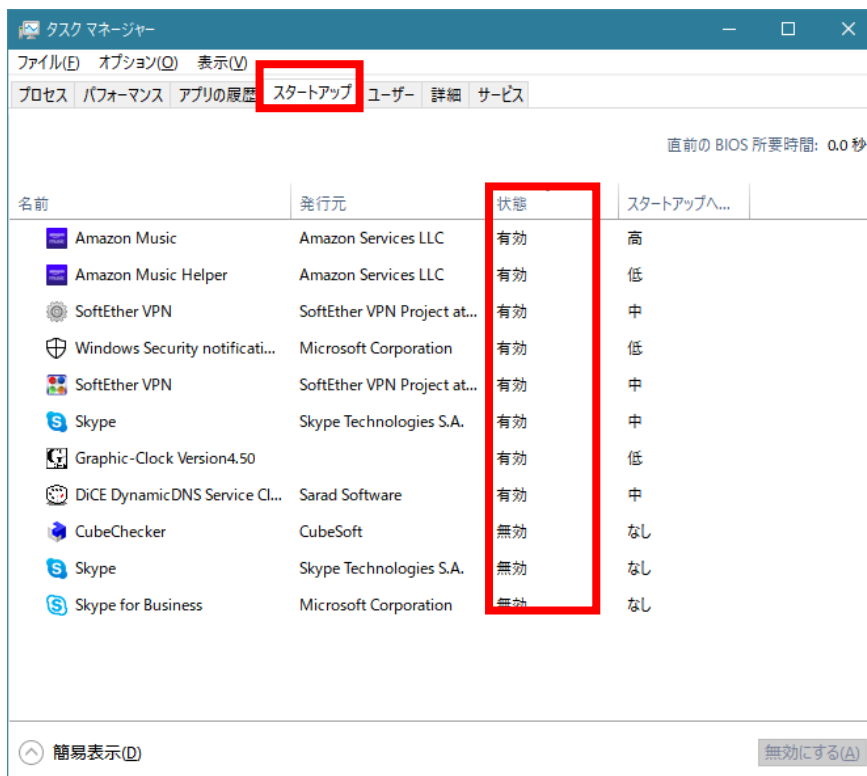 タスク マネージャー
ファイル(F) オプション(O) 表示(V)
プロセス パフォーマンス アプリの履歴 スタートアップ ユーザー 詳細 サービス
直前の BIOS 所要時間: 0.0 秒
名前 発行元 状態 スタートアップへ...
Amazon Music Amazon Services LLC 有効 高
Amazon Music Helper Amazon Services LLC 有効 低
SoftEther VPN SoftEther VPN Project at... 有効 中
Windows Security notificati... Microsoft Corporation 有効 低
SoftEther VPN SoftEther VPN Project at... 有効 中
Skype Skype Technologies S.A. 有効 中
Graphic-Clock Version4.50 有効 低
DiCE DynamicDNS Service Cl... Sarad Software 有効 中
CubeChecker CubeSoft 無効 なし
Skype Skype Technologies S.A. 無効 なし
Skype for Business Microsoft Corporation 無効 なし
簡易表示(D) 無効にする(A)